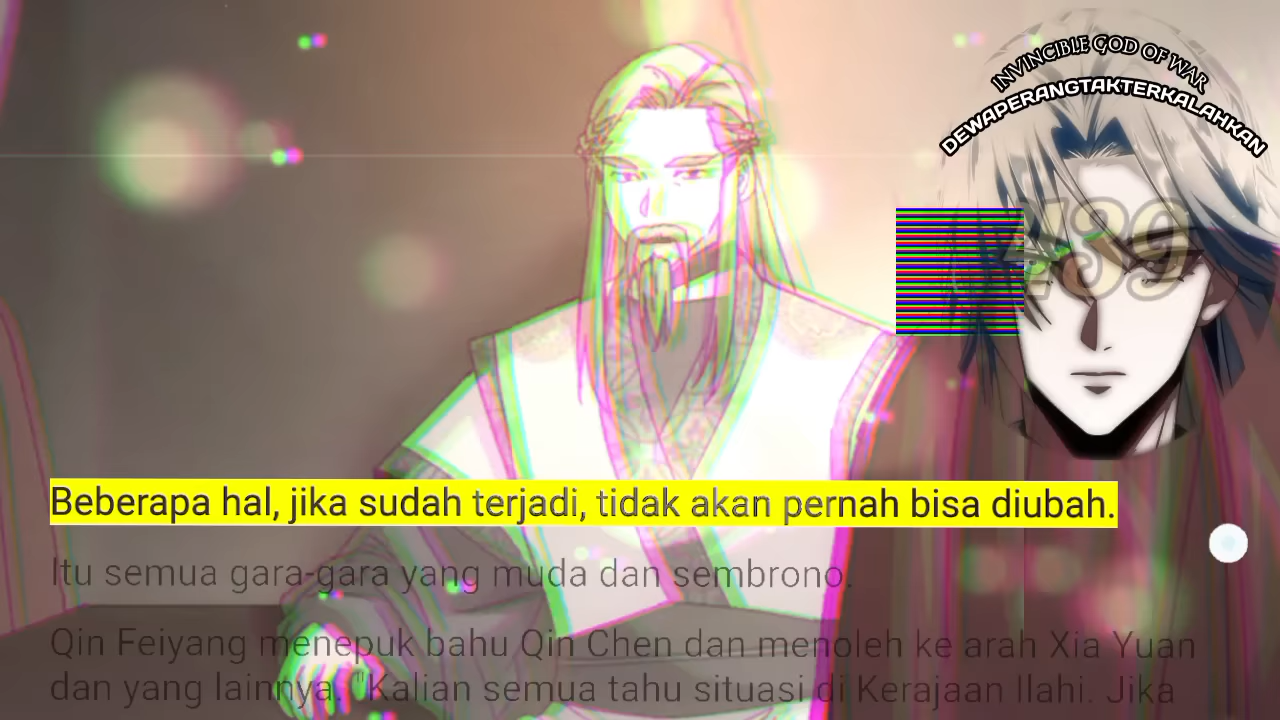 INVINCIBLE GOD OF WAR
DEWAPERANGTAKTERKALAHKAN
439
Beberapa hal, jika sudah terjadi, tidak akan pernah bisa diubah.
Itu semua gara-gara yang muda dan sembrono.
Qin Feiyang menepuk bahu Qin Chen dan menoleh ke arah Xia Yuan
dan yang lainnya. "Kalian semua tahu situasi di Kerajaan Ilahi. Jika